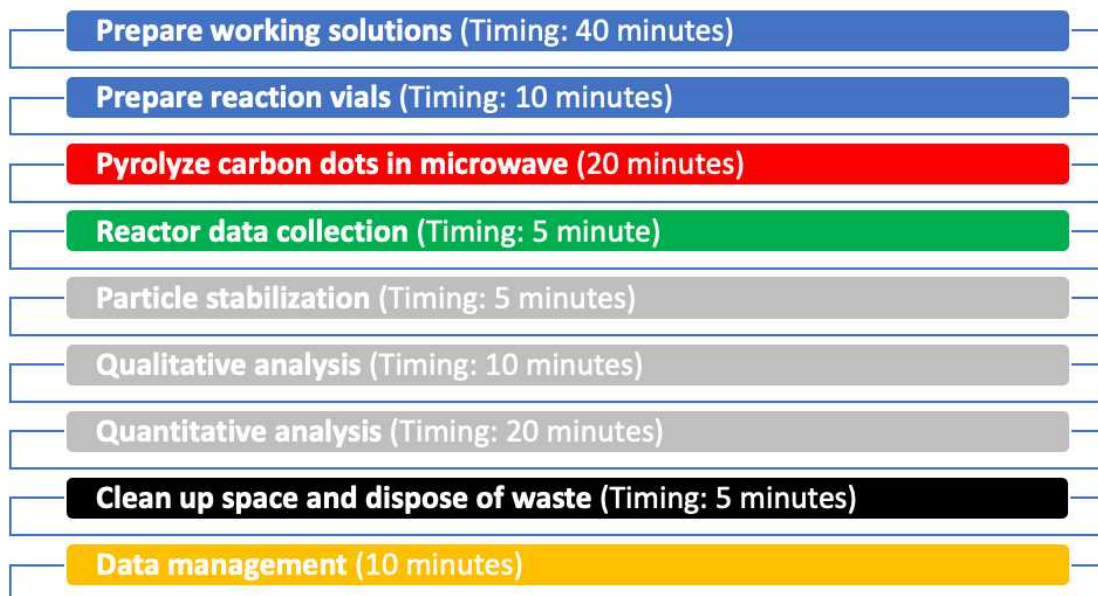 Prepare working solutions (Timing: 40 minutes)
Prepare reaction vials (Timing: 10 minutes)
Pyrolyze carbon dots in microwave (20 minutes)
Reactor data collection (Timing: 5 minute)
Particle stabilization (Timing: 5 minutes)
Qualitative analysis (Timing: 10 minutes)
Quantitative analysis (Timing: 20 minutes)
Clean up space and dispose of waste (Timing: 5 minutes)
Data management (10 minutes)